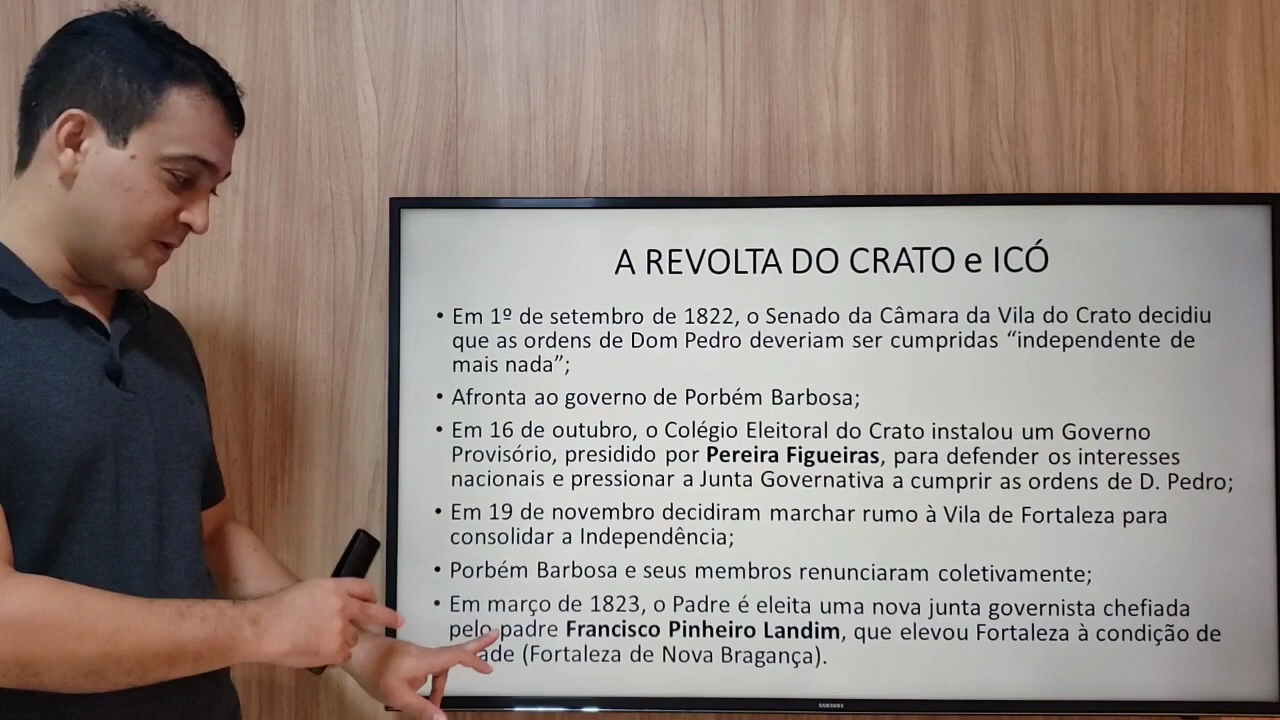 A REVOLTA DO CRATO e ICÓ
• Em 1º de setembro de 1822, o Senado da Câmara da Vila do Crato decidiu
que as ordens de Dom Pedro deveriam ser cumpridas “independente de
mais nada”;
• Afronta ao governo de Porbém Barbosa;
• Em 16 de outubro, o Colégio Eleitoral do Crato instalou um Governo
Provisório, presidido por Pereira Figueiras, para defender os interesses
nacionais e pressionar a Junta Governativa a cumprir as ordens de D. Pedro;
• Em 19 de novembro decidiram marchar rumo à Vila de Fortaleza para
consolidar a Independência;
• Porbém Barbosa e seus membros renunciaram coletivamente;
• Em março de 1823, o Padre é eleita uma nova junta governista chefiada
pelo padre Francisco Pinheiro Landim, que elevou Fortaleza à condição de
(Fortaleza de Nova Bragança).
SAMSUNG